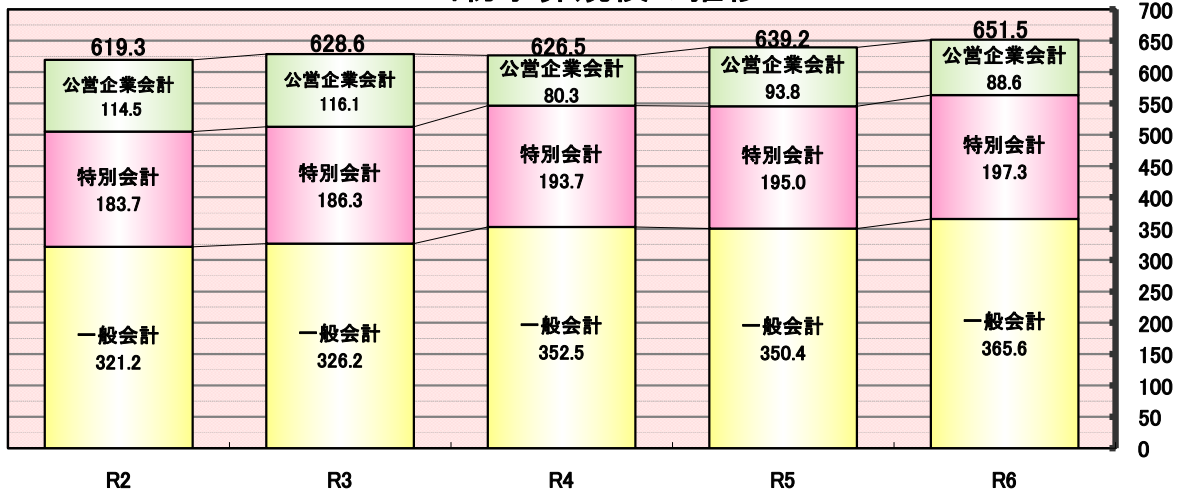 619.3
628.6
626.5
639.2
651.5
公営企業会計
114.5
公営企業会計
116.1
公営企業会計
80.3
公営企業会計
93.8
公営企業会計
88.6
特別会計
183.7
特別会計
186.3
特別会計
193.7
特別会計
195.0
特別会計
197.3
一般会計
321.2
一般会計
326.2
一般会計
352.5
一般会計
350.4
一般会計
365.6
700
650
600
550
500
450
400
350
300
250
200
150
100
50
0
R2
R3
R4
R5
R6